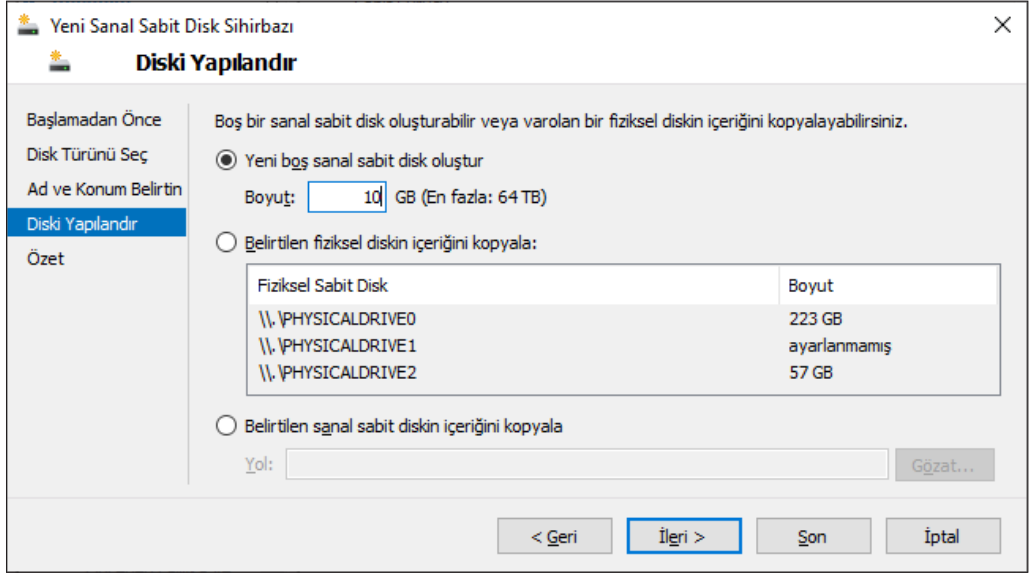 Yeni Sanal Sabit Disk Sihirbazı
Diski Yapılandır
Başlamadan Önce
Disk Türünü Seç
Ad ve Konum Belirtin
Diski Yapılandır
Özet
Boş bir sanal sabit disk oluşturabilir veya varolan bir fiziksel diskin içeriğini kopyalayabilirsiniz.
Yeni boş sanal sabit disk oluştur
Boyut: 10 GB (En fazla: 64 TB)
Belirtilen fiziksel diskin içeriğini kopyala:
Fiziksel Sabit Disk Boyut
\\.\PHYSICALDRIVE0 223 GB
\\.\PHYSICALDRIVE1 ayarlanmamış
\\.\PHYSICALDRIVE2 57 GB
Belirtilen sanal sabit diskin içeriğini kopyala
Yol: Gözat...
< Geri İleri > Son İptal